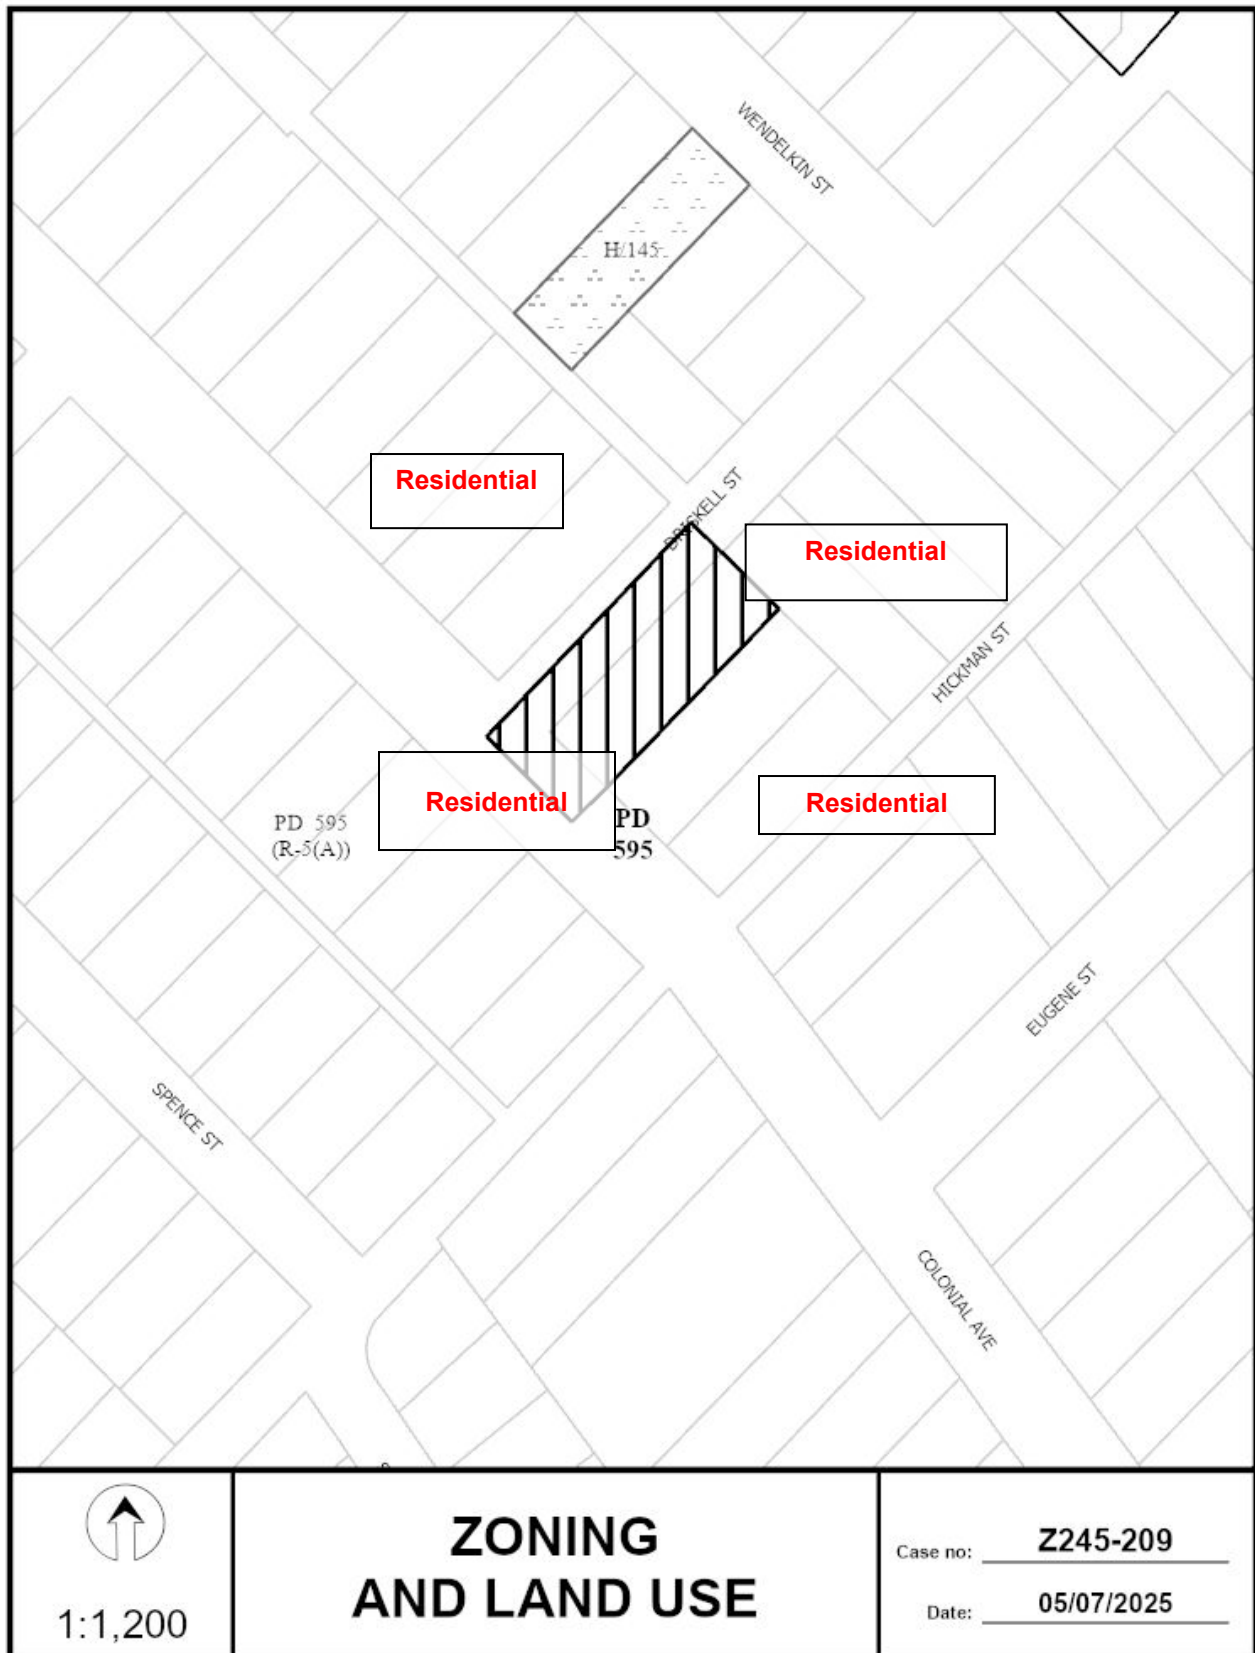 WENDELKIN ST
H/145
Residential
DRISKELL ST
Residential
HICKMAN ST
Residential
Residential
PD 595
(R-5(A))
PD
595
EUGENE ST
SPENCE ST
COLONIAL AVE
1:1,200
ZONING
AND LAND USE
Case no: Z245-209
Date: 05/07/2025